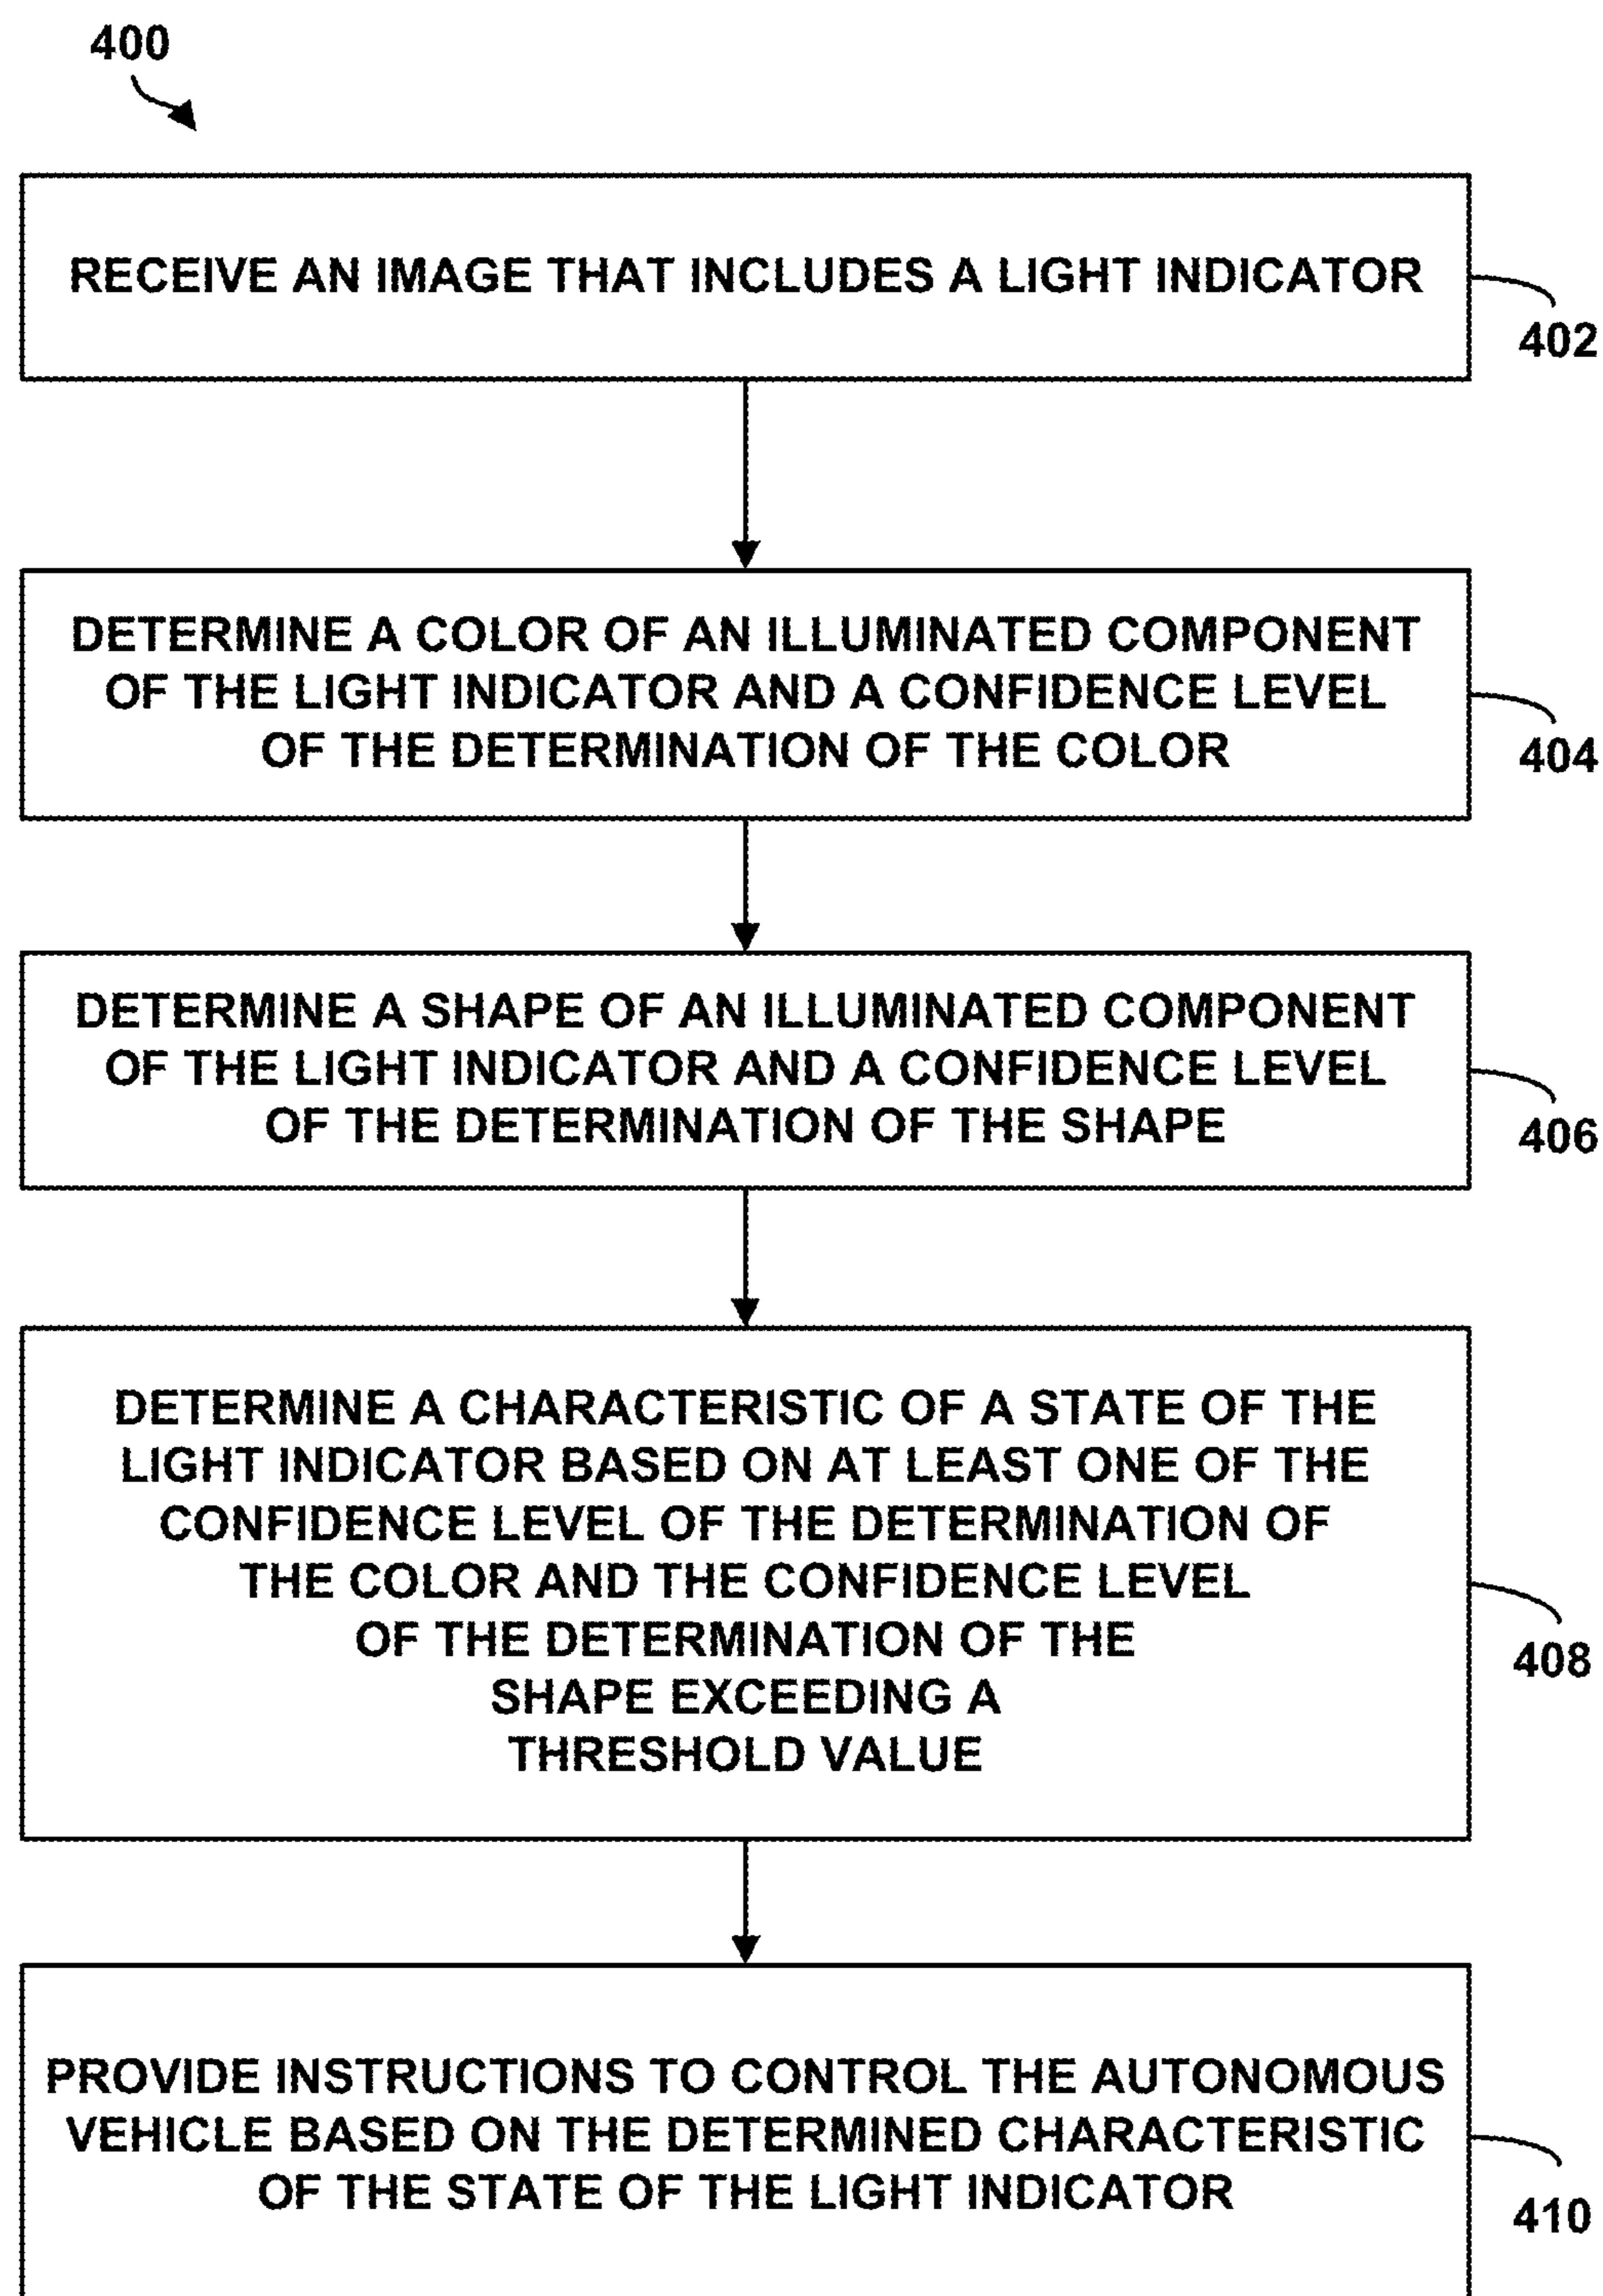 400
RECEIVE AN IMAGE THAT INCLUDES A LIGHT INDICATOR
402
DETERMINE A COLOR OF AN ILLUMINATED COMPONENT
OF THE LIGHT INDICATOR AND A CONFIDENCE LEVEL
OF THE DETERMINATION OF THE COLOR
404
DETERMINE A SHAPE OF AN ILLUMINATED COMPONENT
OF THE LIGHT INDICATOR AND A CONFIDENCE LEVEL
OF THE DETERMINATION OF THE SHAPE
406
DETERMINE A CHARACTERISTIC OF A STATE OF THE
LIGHT INDICATOR BASED ON AT LEAST ONE OF THE
CONFIDENCE LEVEL OF THE DETERMINATION OF
THE COLOR AND THE CONFIDENCE LEVEL
OF THE DETERMINATION OF THE
SHAPE EXCEEDING A
THRESHOLD VALUE
408
PROVIDE INSTRUCTIONS TO CONTROL THE AUTONOMOUS
VEHICLE BASED ON THE DETERMINED CHARACTERISTIC
OF THE STATE OF THE LIGHT INDICATOR
410